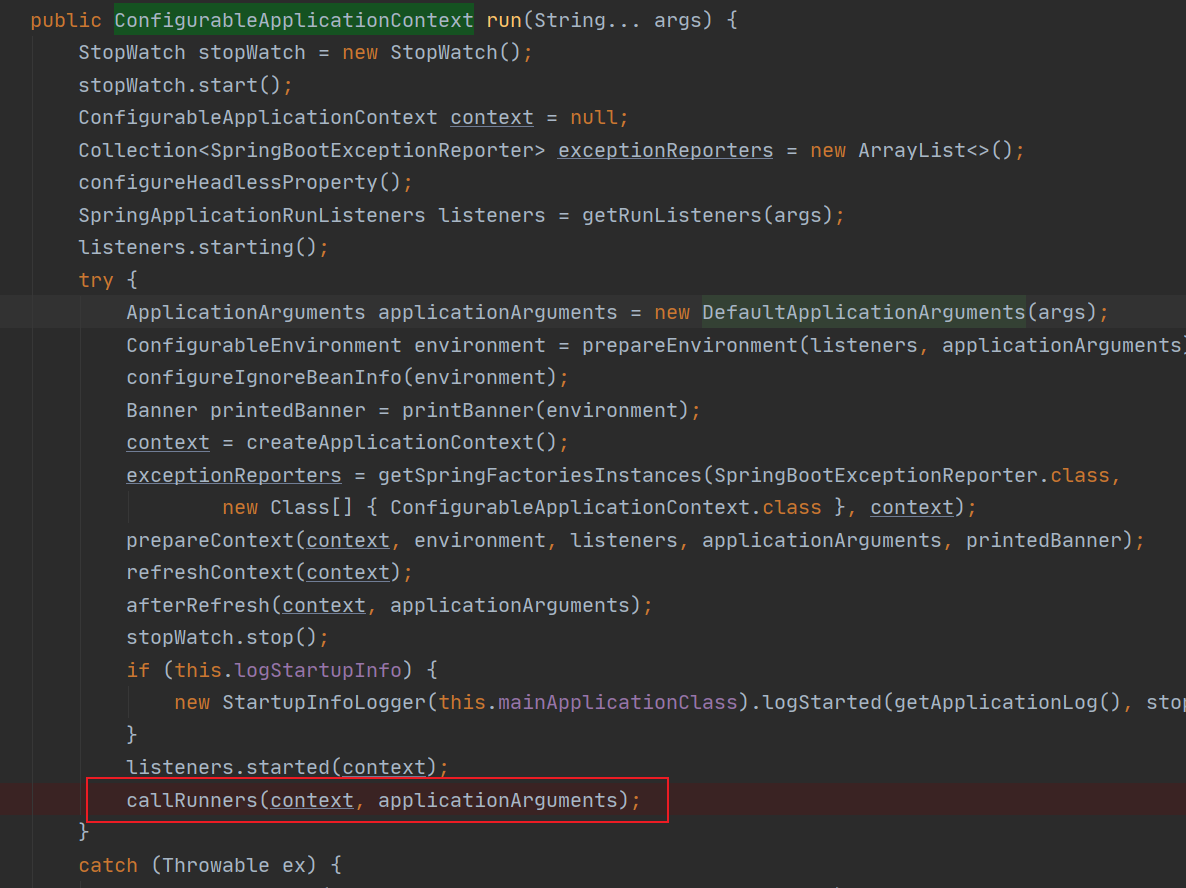 public ConfigurableApplicationContext run(String... args) {
StopWatch stopWatch = new StopWatch();
stopWatch.start();
ConfigurableApplicationContext context = null;
Collection<SpringBootExceptionReporter> exceptionReporters = new ArrayList<>();
configureHeadlessProperty();
SpringApplicationRunListeners listeners = getRunListeners(args);
listeners.starting();
try {
ApplicationArguments applicationArguments = new DefaultApplicationArguments(args);
ConfigurableEnvironment environment = prepareEnvironment(listeners, applicationArguments)
configureIgnoreBeanInfo(environment);
Banner printedBanner = printBanner(environment);
context = createApplicationContext();
exceptionReporters = getSpringFactoriesInstances(SpringBootExceptionReporter.class,
new Class[] { ConfigurableApplicationContext.class }, context);
prepareContext(context, environment, listeners, applicationArguments, printedBanner);
refreshContext(context);
afterRefresh(context, applicationArguments);
stopWatch.stop();
if (this.logStartupInfo) {
new StartupInfoLogger(this.mainApplicationClass).logStarted(getApplicationLog(), stop
}
listeners.started(context);
callRunners(context, applicationArguments);
}
catch (Throwable ex) {